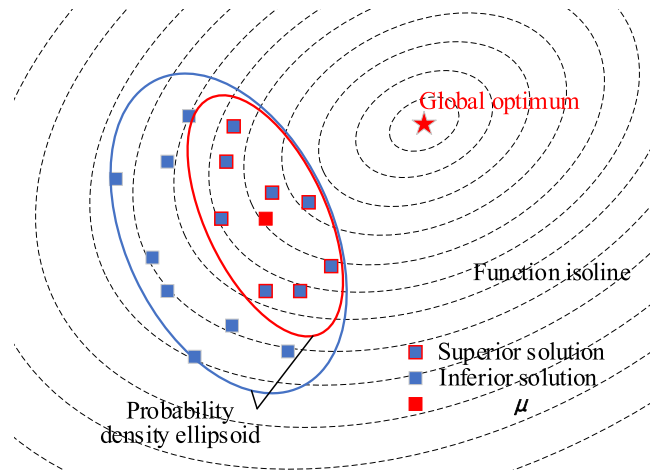 Global optimum
Function isoline
Superior solution
Inferior solution
μ
Probability
density ellipsoid